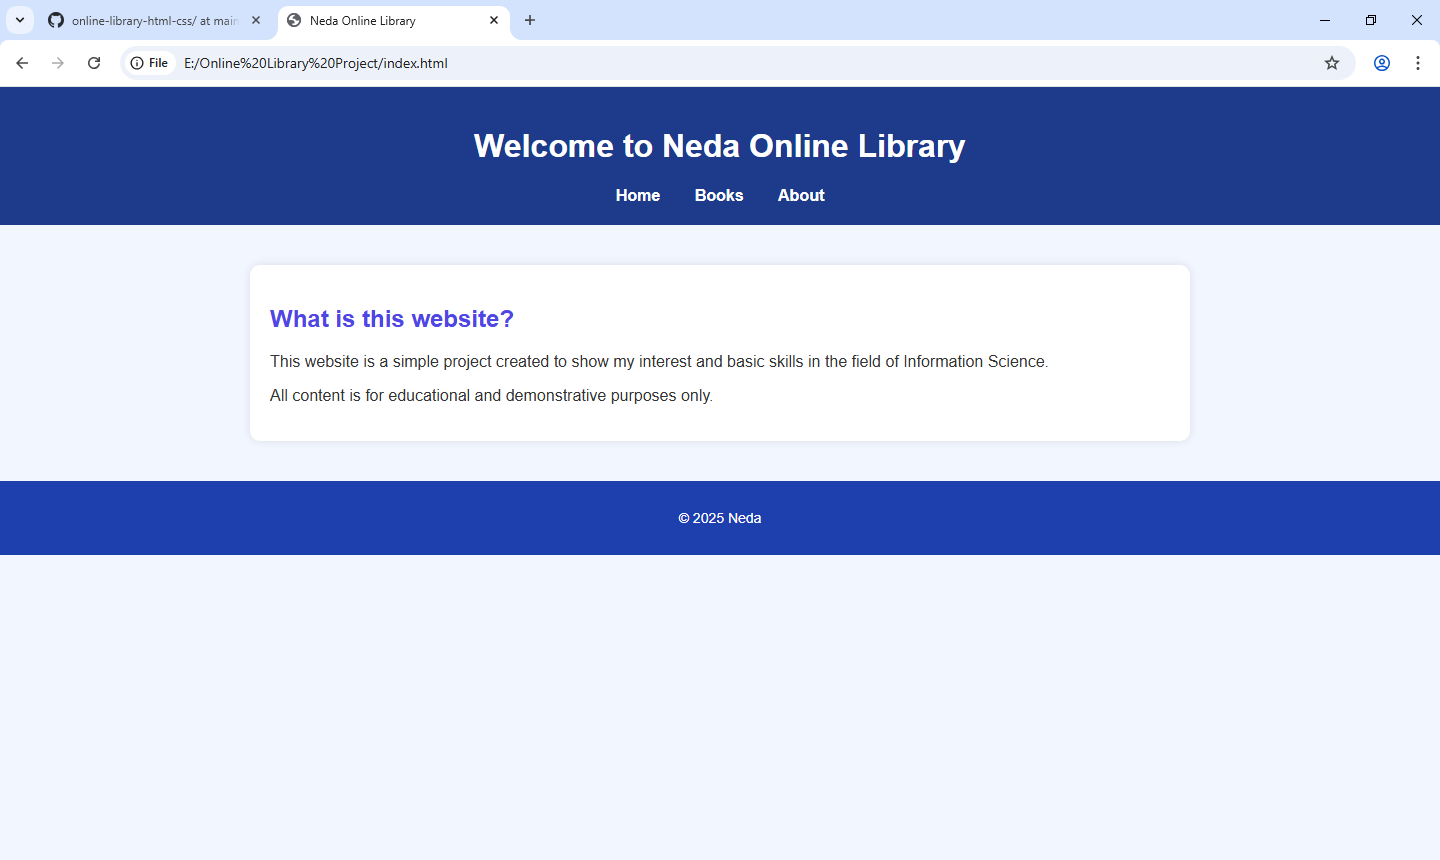 online-library-html-css/ at main
Neda Online Library
File
E:/Online%20Library%20Project/index.html
Welcome to Neda Online Library
Home Books About
What is this website?
This website is a simple project created to show my interest and basic skills in the field of Information Science.
All content is for educational and demonstrative purposes only.
© 2025 Neda